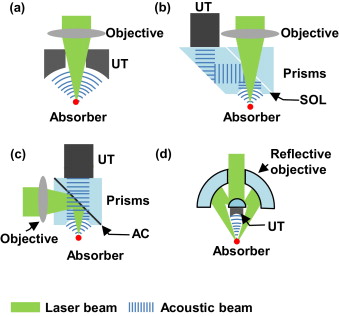 (a)
Objective
UT
Absorber
(b)
UT
Objective
Prisms
SOL
Absorber
(c)
UT
Prisms
Objective
AC
Absorber
(d)
Reflective
objective
UT
Absorber
Laser beam
Acoustic beam